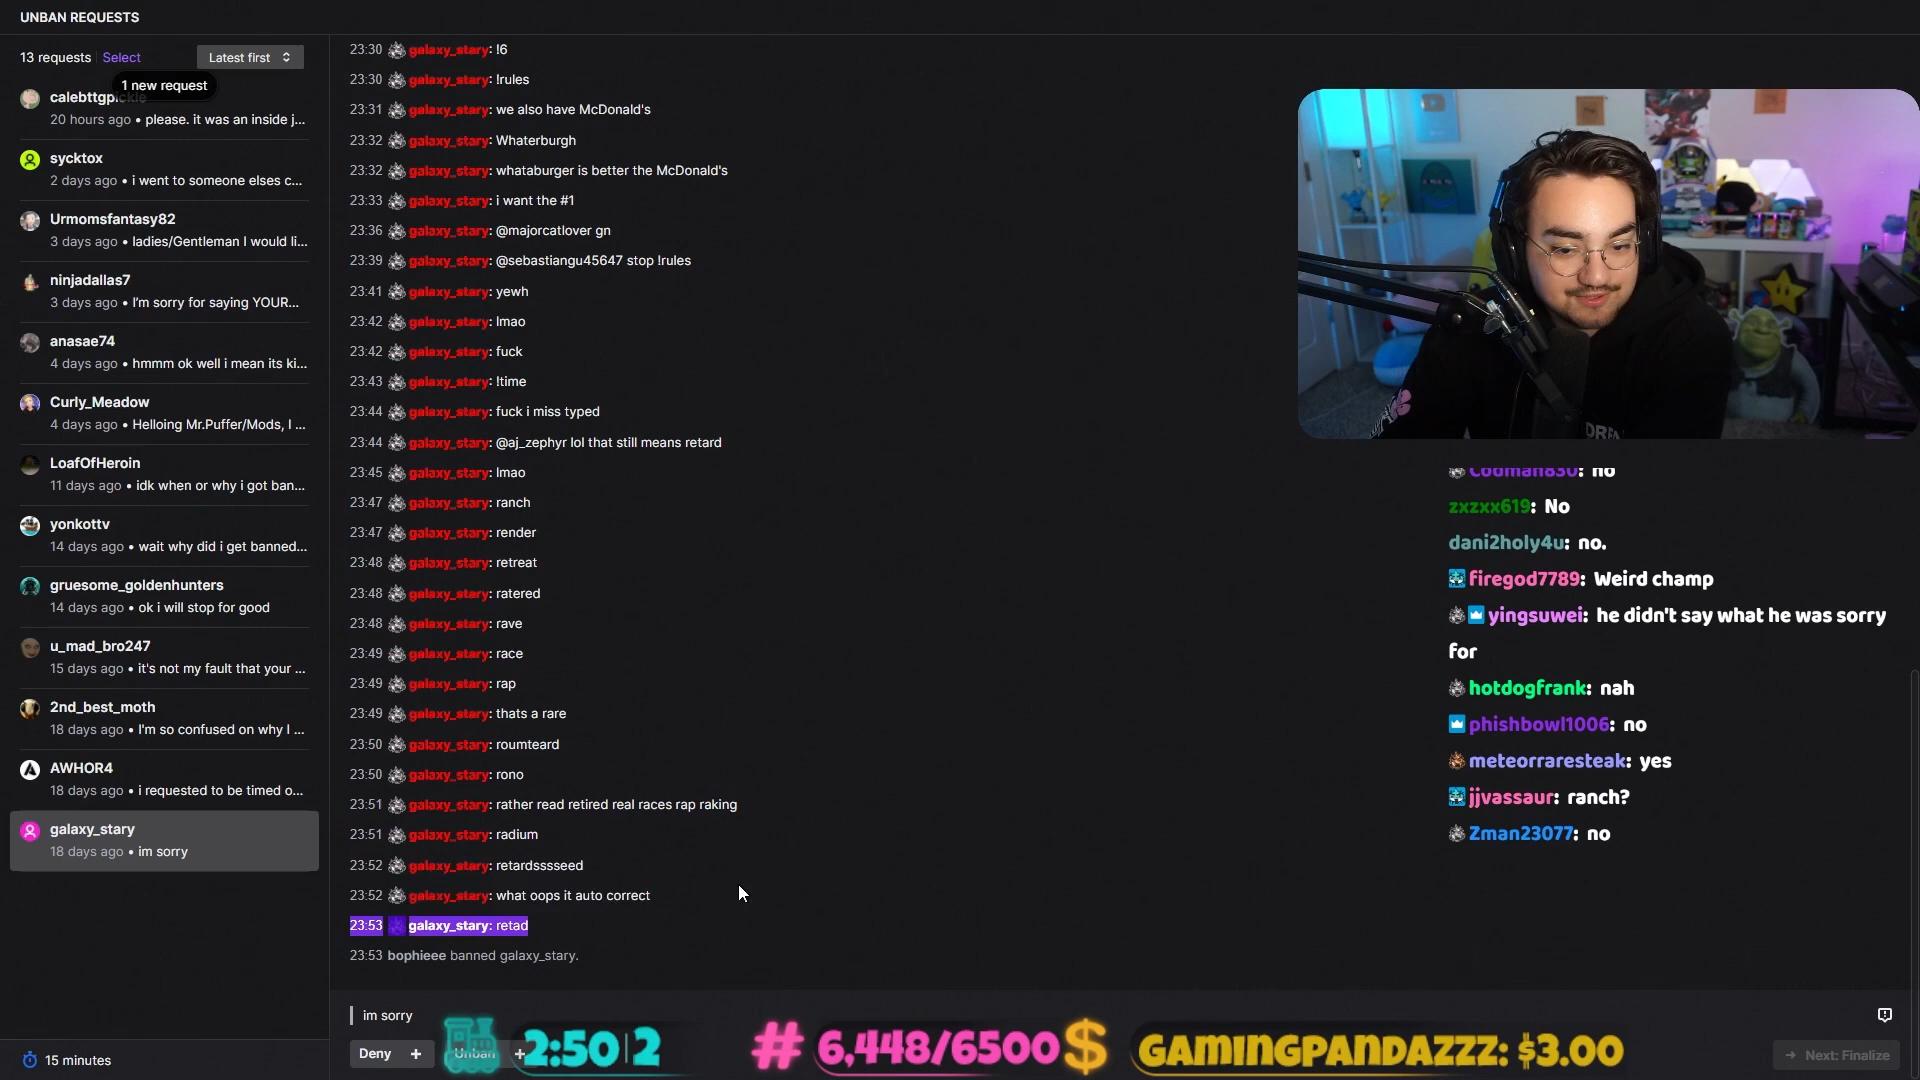 UNBAN REQUESTS
13 requests
Select
Latest first
1 new request
calebttgpickle
20 hours ago • please. it was an inside j...
sycktox
2 days ago • i went to someone elses c...
Urmomsfantasy82
3 days ago • ladies/Gentleman I would li...
ninjadallas7
3 days ago • I'm sorry for saying YOUR...
anasae74
4 days ago • hmmm ok well i mean its ki...
Curly_Meadow
4 days ago • Helloing Mr.Puffer/Mods, I ...
LoafOfHeroin
11 days ago • idk when or why i got ban...
yonkottv
14 days ago • wait why did i get banned...
gruesome_goldenhunters
14 days ago • ok i will stop for good
u_mad_bro247
15 days ago • it's not my fault that your ...
2nd_best_moth
18 days ago • I'm so confused on why I ...
AWHOR4
18 days ago • i requested to be timed o...
galaxy_stary
18 days ago • im sorry
15 minutes
23:30 galaxy_stary: !6
23:30 galaxy_stary: !rules
23:31 galaxy_stary: we also have McDonald's
23:32 galaxy_stary: Whaterburgh
23:32 galaxy_stary: whataburger is better the McDonald's
23:33 galaxy_stary: i want the #1
23:36 galaxy_stary: @majorcatlover gn
23:39 galaxy_stary: @sebastiangu45647 stop !rules
23:41 galaxy_stary: yewh
23:42 galaxy_stary: lmao
23:42 galaxy_stary: fuck
23:43 galaxy_stary: !time
23:44 galaxy_stary: fuck i miss typed
23:44 galaxy_stary: @aj_zephyr lol that still means retard
23:45 galaxy_stary: lmao
23:47 galaxy_stary: ranch
23:47 galaxy_stary: render
23:48 galaxy_stary: retreat
23:48 galaxy_stary: ratered
23:48 galaxy_stary: rave
23:49 galaxy_stary: race
23:49 galaxy_stary: rap
23:49 galaxy_stary: thats a rare
23:50 galaxy_stary: roumteard
23:50 galaxy_stary: rono
23:51 galaxy_stary: rather read retired real races rap raking
23:51 galaxy_stary: radium
23:52 galaxy_stary: retardsssseed
23:52 galaxy_stary: what oops it auto correct
23:53 galaxy_stary: retad
23:53 bophieee banned galaxy_stary.
im sorry
Deny +
Unban +
2:50|2
# 6,448/6500
$ GAMINGPANDAZZZ: $3.00
Next: Finalize
Codman830: no
zxzxx619: No
dani2holy4u: no.
firegod7789: Weird champ
yingsuwei: he didn't say what he was sorry
for
hotdogfrank: nah
phishbowl1006: no
meteorraresteak: yes
jjvassaur: ranch?
Zman23077: no